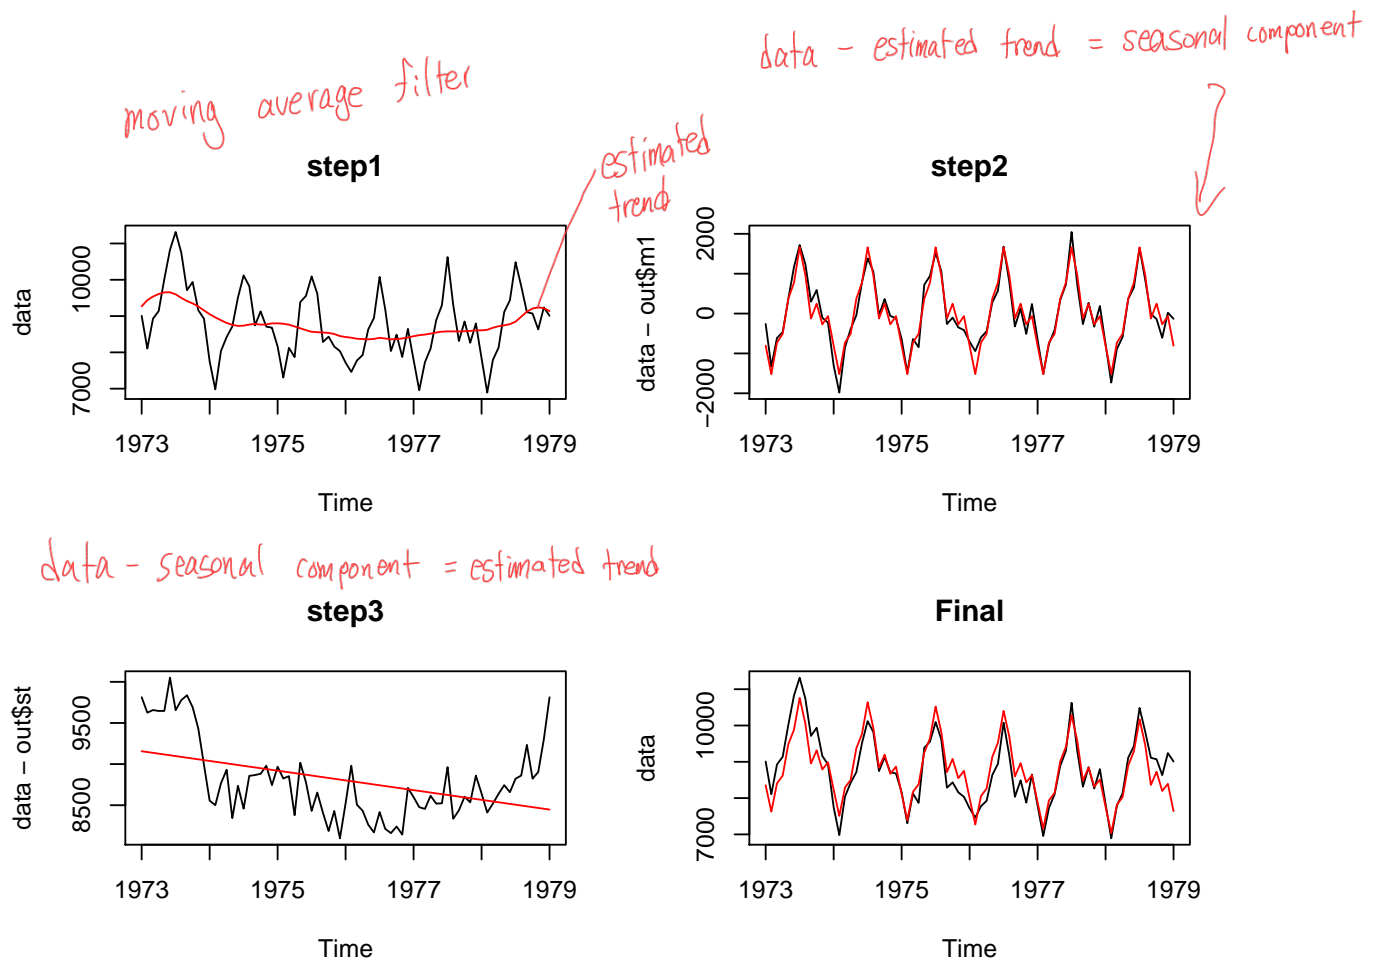 data - estimated trend = seasonal component
moving average filter
step1
estimated
trend
data
7000 10000
1973 1975 1977 1979
Time
step2
data − out$m1
−2000 0 2000
1973 1975 1977 1979
Time
data - seasonal component = estimated trend
step3
data − out$st
8500 9500
1973 1975 1977 1979
Time
Final
data
7000 10000
1973 1975 1977 1979
Time